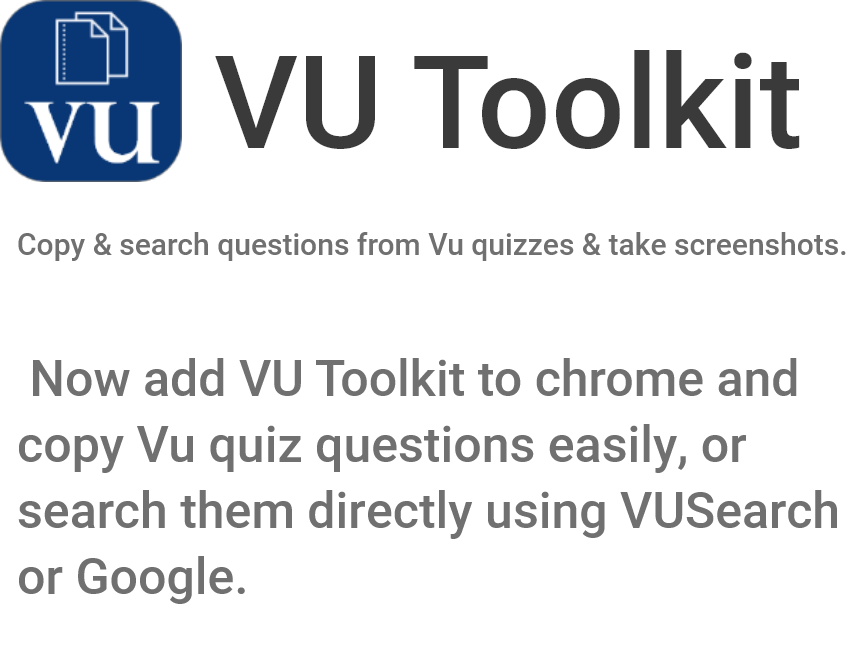 vu
VU Toolkit
Copy & search questions from Vu quizzes & take screenshots.
Now add VU Toolkit to chrome and
copy Vu quiz questions easily, or
search them directly using VUSearch
or Google.